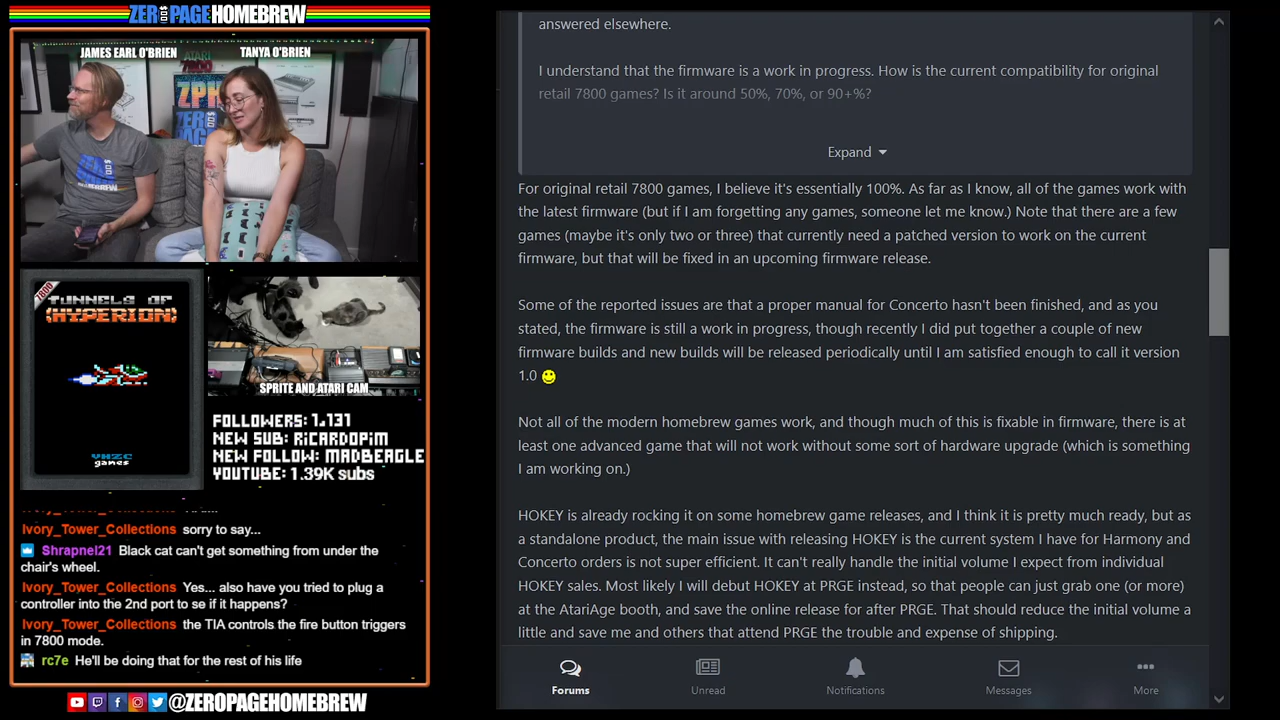 ZERO PAGE HOMEBREW
JAMES EARL O'BRIEN
TANYA O'BRIEN
ATARI
ZPH
7800
TUNNELS OF
HYPERION
games
SPRITE AND ATARI CAM
FOLLOWERS: 1,131
NEW SUB: RICARDOPIM
NEW FOLLOW: MADBEAGLE
YOUTUBE: 1.39K subs
Ivory_Tower_Collections sorry to say...
Shrapnel21 Black cat can't get something from under the
chair's wheel.
Ivory_Tower_Collections Yes... also have you tried to plug a
controller into the 2nd port to se if it happens?
Ivory_Tower_Collections the TIA controls the fire button triggers
in 7800 mode.
rc7e He'll be doing that for the rest of his life
@ZEROPAGEHOMEBREW
answered elsewhere.
I understand that the firmware is a work in progress. How is the current compatibility for original
retail 7800 games? Is it around 50%, 70%, or 90+%?
Expand
For original retail 7800 games, I believe it's essentially 100%. As far as I know, all of the games work with
the latest firmware (but if I am forgetting any games, someone let me know.) Note that there are a few
games (maybe it's only two or three) that currently need a patched version to work on the current
firmware, but that will be fixed in an upcoming firmware release.
Some of the reported issues are that a proper manual for Concerto hasn't been finished, and as you
stated, the firmware is still a work in progress, though recently I did put together a couple of new
firmware builds and new builds will be released periodically until I am satisfied enough to call it version
1.0
Not all of the modern homebrew games work, and though much of this is fixable in firmware, there is at
least one advanced game that will not work without some sort of hardware upgrade (which is something
I am working on.)
HOKEY is already rocking it on some homebrew game releases, and I think it is pretty much ready, but as
a standalone product, the main issue with releasing HOKEY is the current system I have for Harmony and
Concerto orders is not super efficient. It can't really handle the initial volume I expect from individual
HOKEY sales. Most likely I will debut HOKEY at PRGE instead, so that people can just grab one (or more)
at the AtariAge booth, and save the online release for after PRGE. That should reduce the initial volume a
little and save me and others that attend PRGE the trouble and expense of shipping.
Forums
Unread
Notifications
Messages
More